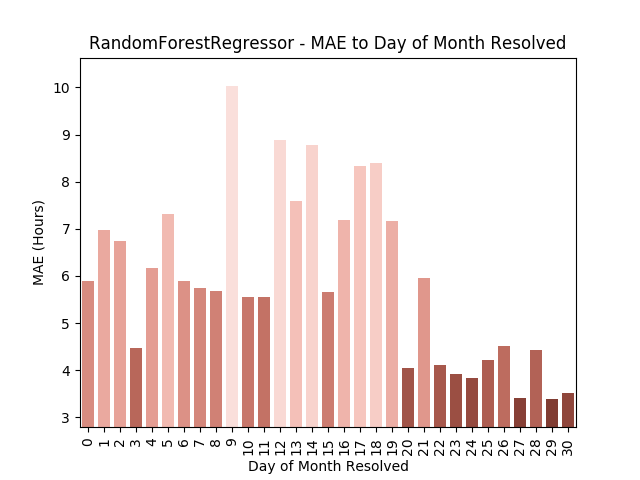 RandomForestRegressor - MAE to Day of Month Resolved
10
9
8
7
6
5
4
3
MAE (Hours)
0 1 2 3 4 5 6 7 8 9 10 11 12 13 14 15 16 17 18 19 20 21 22 23 24 25 26 27 28 29 30
Day of Month Resolved